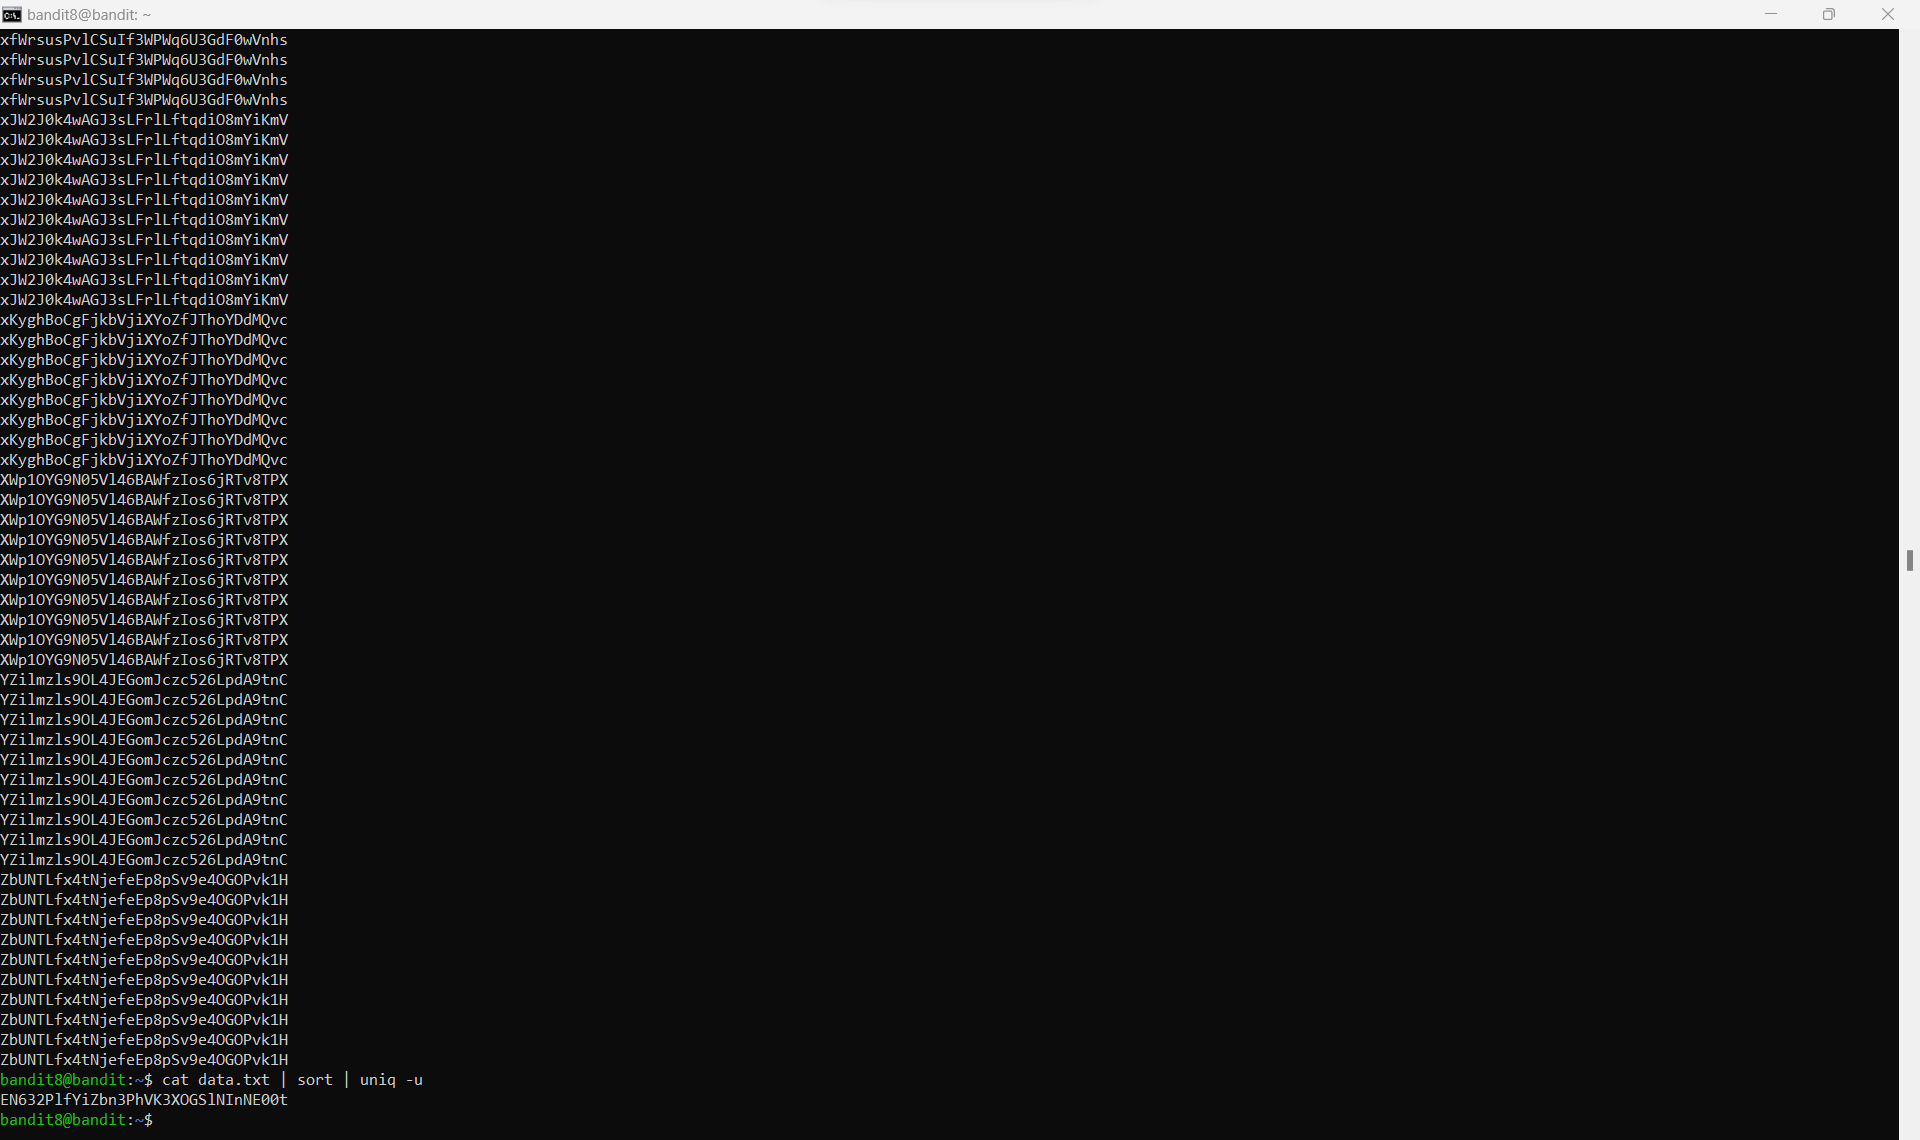 bandit8@bandit: ~
xfWrsusPvlCSuIf3WPWq6U3GdF0wVnhs
xfWrsusPvlCSuIf3WPWq6U3GdF0wVnhs
xfWrsusPvlCSuIf3WPWq6U3GdF0wVnhs
xfWrsusPvlCSuIf3WPWq6U3GdF0wVnhs
xJW2J0k4wAGJ3sLFrlLftqdiO8mYiKmV
xJW2J0k4wAGJ3sLFrlLftqdiO8mYiKmV
xJW2J0k4wAGJ3sLFrlLftqdiO8mYiKmV
xJW2J0k4wAGJ3sLFrlLftqdiO8mYiKmV
xJW2J0k4wAGJ3sLFrlLftqdiO8mYiKmV
xJW2J0k4wAGJ3sLFrlLftqdiO8mYiKmV
xJW2J0k4wAGJ3sLFrlLftqdiO8mYiKmV
xJW2J0k4wAGJ3sLFrlLftqdiO8mYiKmV
xJW2J0k4wAGJ3sLFrlLftqdiO8mYiKmV
xJW2J0k4wAGJ3sLFrlLftqdiO8mYiKmV
xKyghBoCgFjkbVjiXYoZfJThoYDdMQvc
xKyghBoCgFjkbVjiXYoZfJThoYDdMQvc
xKyghBoCgFjkbVjiXYoZfJThoYDdMQvc
xKyghBoCgFjkbVjiXYoZfJThoYDdMQvc
xKyghBoCgFjkbVjiXYoZfJThoYDdMQvc
xKyghBoCgFjkbVjiXYoZfJThoYDdMQvc
xKyghBoCgFjkbVjiXYoZfJThoYDdMQvc
xKyghBoCgFjkbVjiXYoZfJThoYDdMQvc
XWp1OYG9N05Vl46BAWfzIos6jRTv8TPX
XWp1OYG9N05Vl46BAWfzIos6jRTv8TPX
XWp1OYG9N05Vl46BAWfzIos6jRTv8TPX
XWp1OYG9N05Vl46BAWfzIos6jRTv8TPX
XWp1OYG9N05Vl46BAWfzIos6jRTv8TPX
XWp1OYG9N05Vl46BAWfzIos6jRTv8TPX
XWp1OYG9N05Vl46BAWfzIos6jRTv8TPX
XWp1OYG9N05Vl46BAWfzIos6jRTv8TPX
XWp1OYG9N05Vl46BAWfzIos6jRTv8TPX
XWp1OYG9N05Vl46BAWfzIos6jRTv8TPX
YZilmzls9OL4JEGomJczc526LpdA9tnC
YZilmzls9OL4JEGomJczc526LpdA9tnC
YZilmzls9OL4JEGomJczc526LpdA9tnC
YZilmzls9OL4JEGomJczc526LpdA9tnC
YZilmzls9OL4JEGomJczc526LpdA9tnC
YZilmzls9OL4JEGomJczc526LpdA9tnC
YZilmzls9OL4JEGomJczc526LpdA9tnC
YZilmzls9OL4JEGomJczc526LpdA9tnC
YZilmzls9OL4JEGomJczc526LpdA9tnC
YZilmzls9OL4JEGomJczc526LpdA9tnC
ZbUNTLfx4tNjefeEp8pSv9e4OGOPvk1H
ZbUNTLfx4tNjefeEp8pSv9e4OGOPvk1H
ZbUNTLfx4tNjefeEp8pSv9e4OGOPvk1H
ZbUNTLfx4tNjefeEp8pSv9e4OGOPvk1H
ZbUNTLfx4tNjefeEp8pSv9e4OGOPvk1H
ZbUNTLfx4tNjefeEp8pSv9e4OGOPvk1H
ZbUNTLfx4tNjefeEp8pSv9e4OGOPvk1H
ZbUNTLfx4tNjefeEp8pSv9e4OGOPvk1H
ZbUNTLfx4tNjefeEp8pSv9e4OGOPvk1H
ZbUNTLfx4tNjefeEp8pSv9e4OGOPvk1H
bandit8@bandit:~$ cat data.txt | sort | uniq -u
EN632PlfYiZbn3PhVK3XOGSlNInNE00t
bandit8@bandit:~$